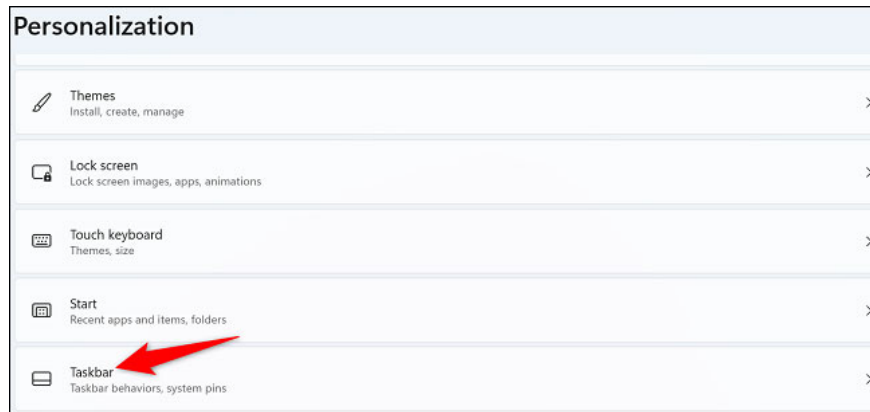 Personalization
Themes
Install, create, manage
Lock screen
Lock screen images, apps, animations
Touch keyboard
Themes, size
Start
Recent apps and items, folders
Taskbar
Taskbar behaviors, system pins